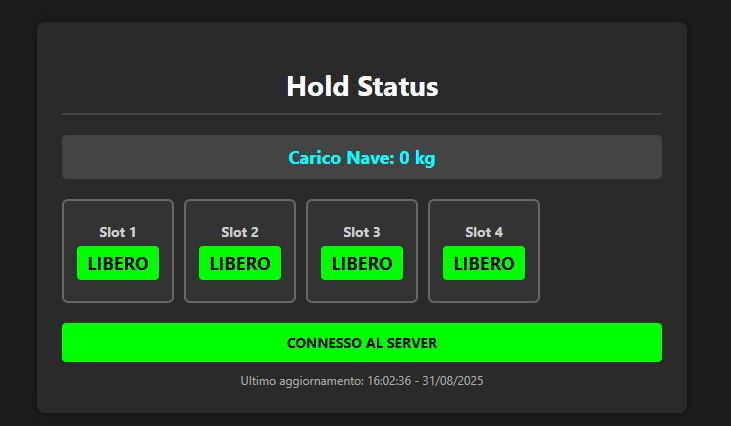 Hold Status
Carico Nave: 0 kg
Slot 1 Slot 2 Slot 3 Slot 4
LIBERO LIBERO LIBERO LIBERO
CONNESSO AL SERVER
Ultimo aggiornamento: 16:02:36 - 31/08/2025